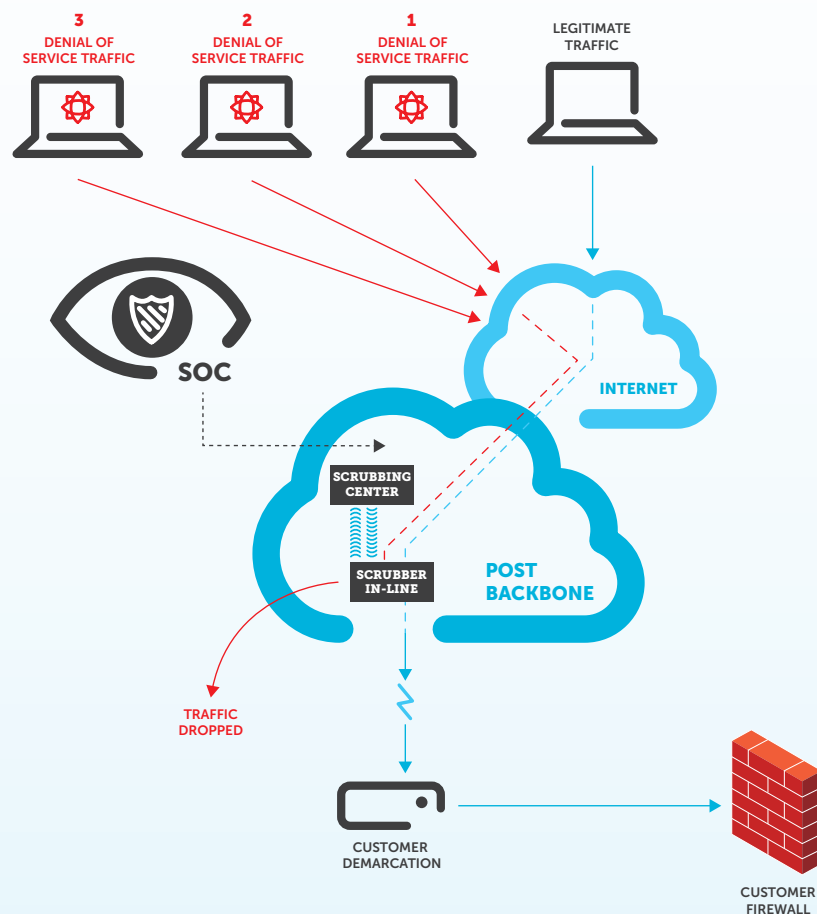 3
DENIAL OF
SERVICE TRAFFIC
2
DENIAL OF
SERVICE TRAFFIC
1
DENIAL OF
SERVICE TRAFFIC
LEGITIMATE
TRAFFIC
SOC
INTERNET
SCRUBBING
CENTER
SCRUBBER
IN-LINE
POST
BACKBONE
TRAFFIC
DROPPED
CUSTOMER
DEMARCATION
CUSTOMER
FIREWALL